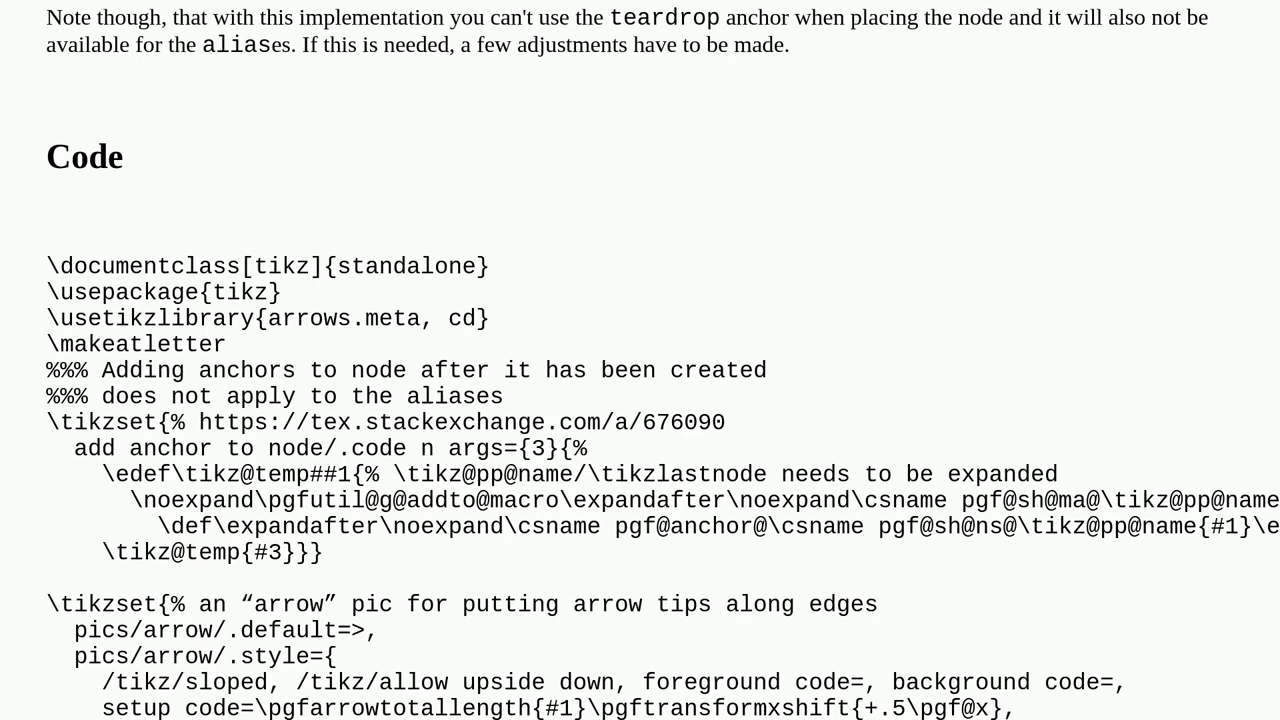 Note though, that with this implementation you can't use the teardrop anchor when placing the node and it will also not be
available for the aliases. If this is needed, a few adjustments have to be made.
Code
\documentclass[tikz]{standalone}
\usepackage{tikz}
\usetikzlibrary{arrows.meta, cd}
\makeatletter
%%% Adding anchors to node after it has been created
%%% does not apply to the aliases
\tikzset{% https://tex.stackexchange.com/a/676090
  add anchor to node/.code n args={3}{%
    \edef\tikz@temp##1{% \tikz@pp@name/\tikzlastnode needs to be expanded
      \noexpand\pgfutil@g@addto@macro\expandafter\noexpand\csname pgf@sh@ma@\tikz@pp@name
        \def\expandafter\noexpand\csname pgf@anchor@\csname pgf@sh@ns@\tikz@pp@name{#1}\e
    \tikz@temp{#3}}}
\tikzset{% an “arrow” pic for putting arrow tips along edges
  pics/arrow/.default=>,
  pics/arrow/.style={
    /tikz/sloped, /tikz/allow upside down, foreground code=, background code=,
    setup code=\pgfarrowtotallength{#1}\pgftransformxshift{+.5\pgf@x},